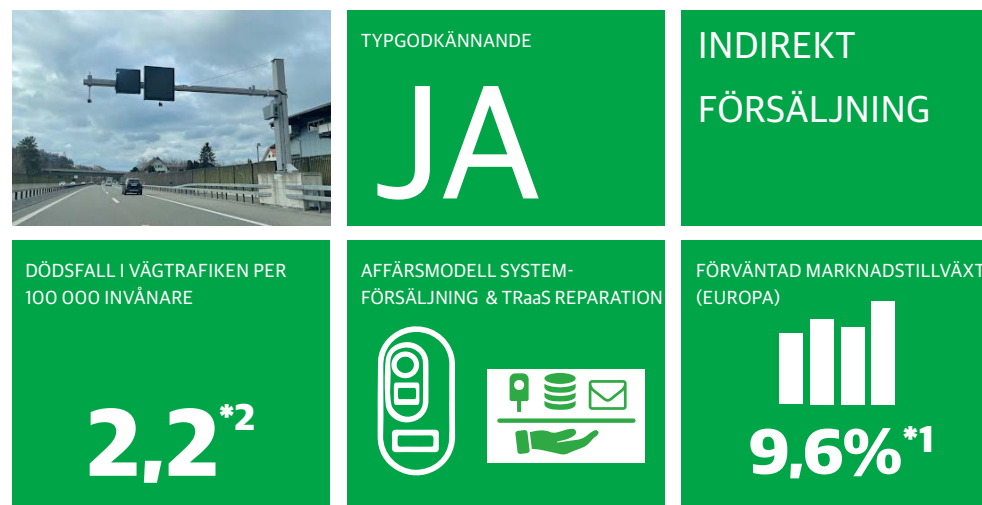 TYPGODKÄNNANDE
JA
INDIREKT
FÖRSÄLJNING
DÖDSFALL I VÄGTRAFIKEN PER
100 000 INVÅNARE
2,2*2
AFFÄRSMODELL SYSTEM-
FÖRSÄLJNING & TRaaS REPARATION
FÖRVÄNTAD MARKNADSTILLVÄXT
(EUROPA)
9,6%*1